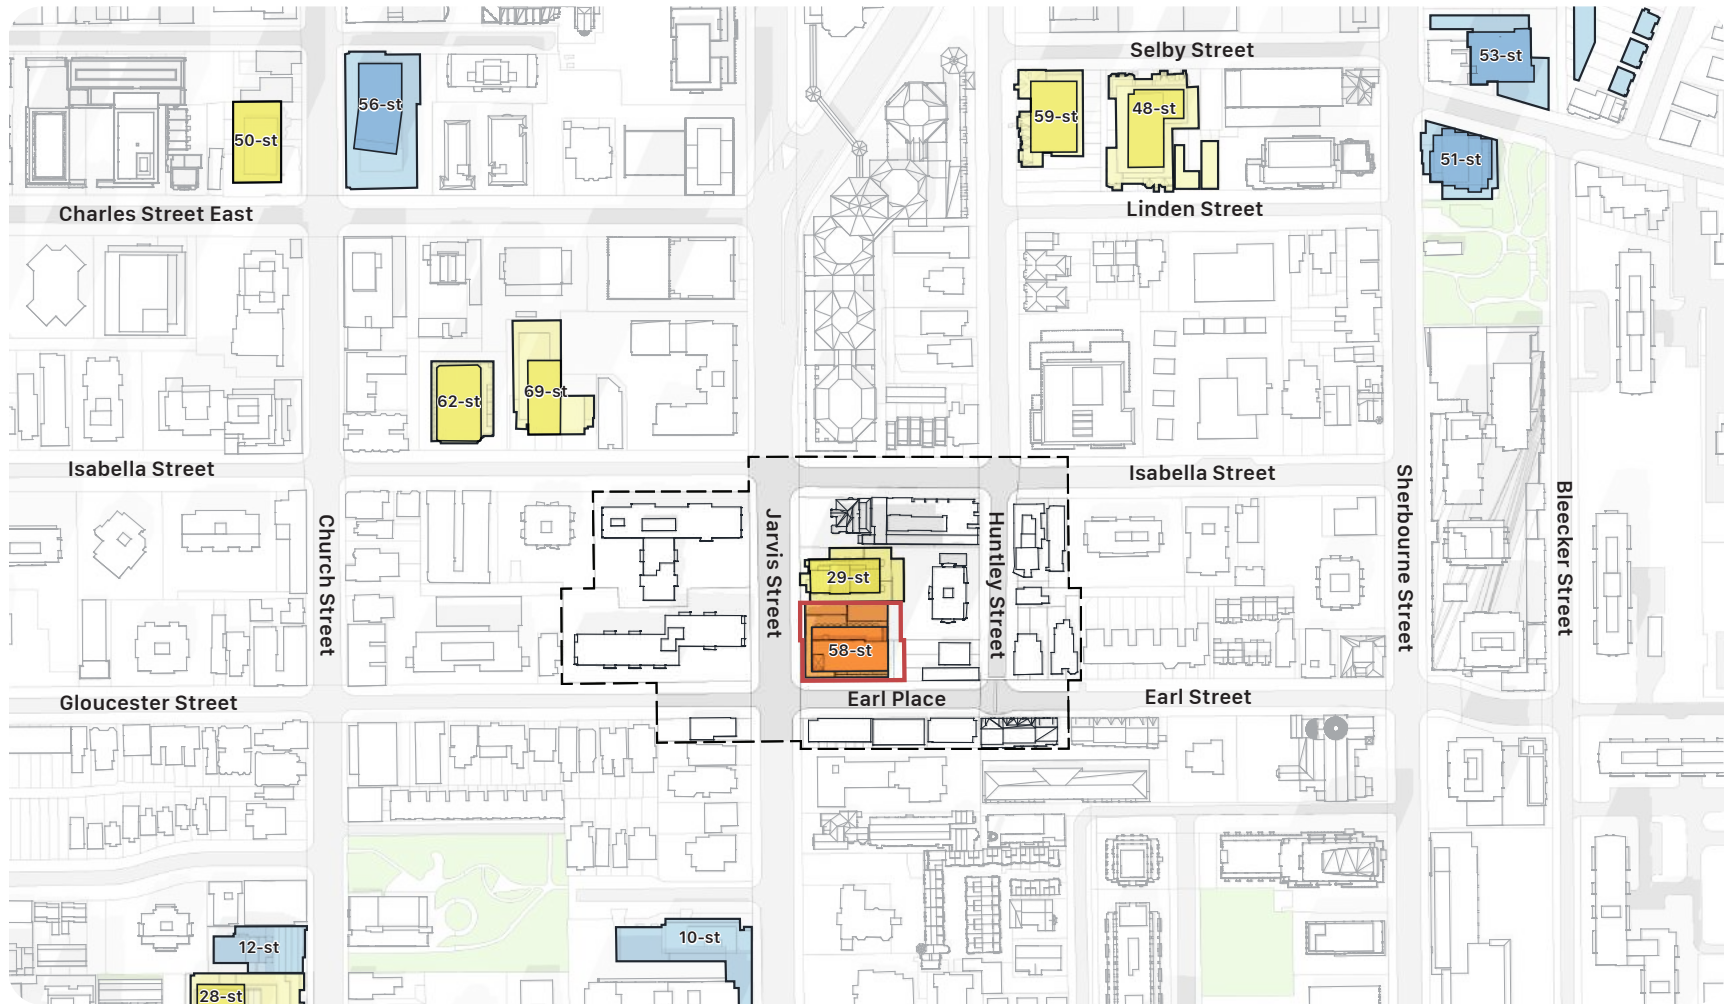 Selby Street
53-st
56-st
59-st
48-st
50-st
51-st
Charles Street East
Linden Street
62-st
69-st
Isabella Street
Isabella Street
Church Street
Jarvis Street
Huntley Street
Sherbourne Street
Bleecker Street
29-st
58-st
Gloucester Street
Earl Place
Earl Street
12-st
10-st
28-st